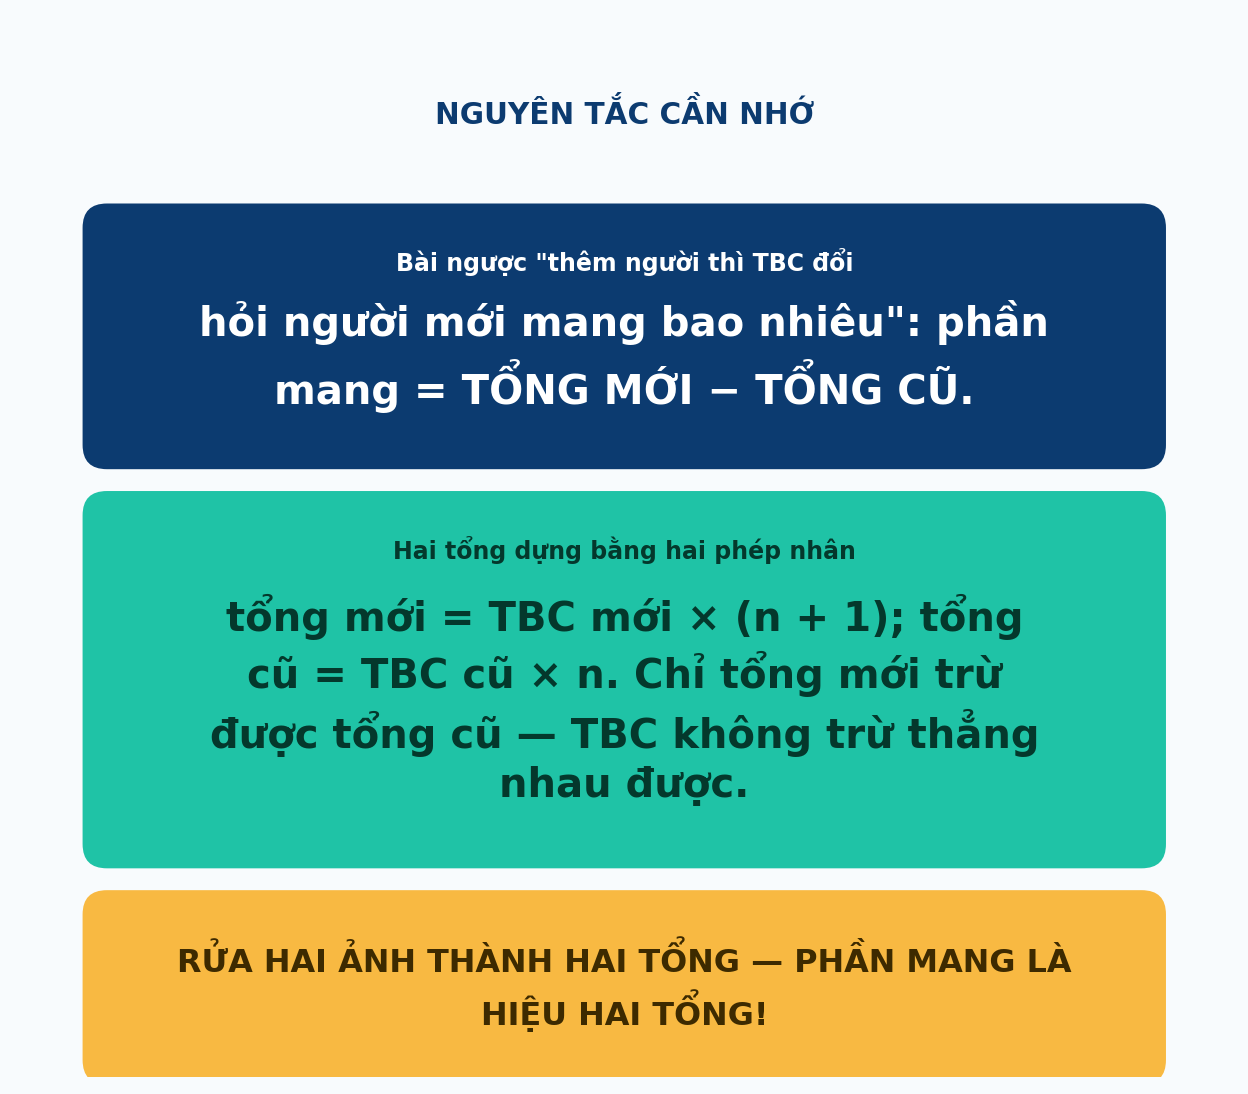 NGUYÊN TẮC CẦN NHỚ
Bài ngược "thêm người thì TBC đổi
hỏi người mới mang bao nhiêu": phần
mang = TỔNG MỚI − TỔNG CŨ.
Hai tổng dựng bằng hai phép nhân
tổng mới = TBC mới × (n + 1); tổng
cũ = TBC cũ × n. Chỉ tổng mới trừ
được tổng cũ — TBC không trừ thẳng
nhau được.
RỬA HAI ẢNH THÀNH HAI TỔNG — PHẦN MANG LÀ
HIỆU HAI TỔNG!